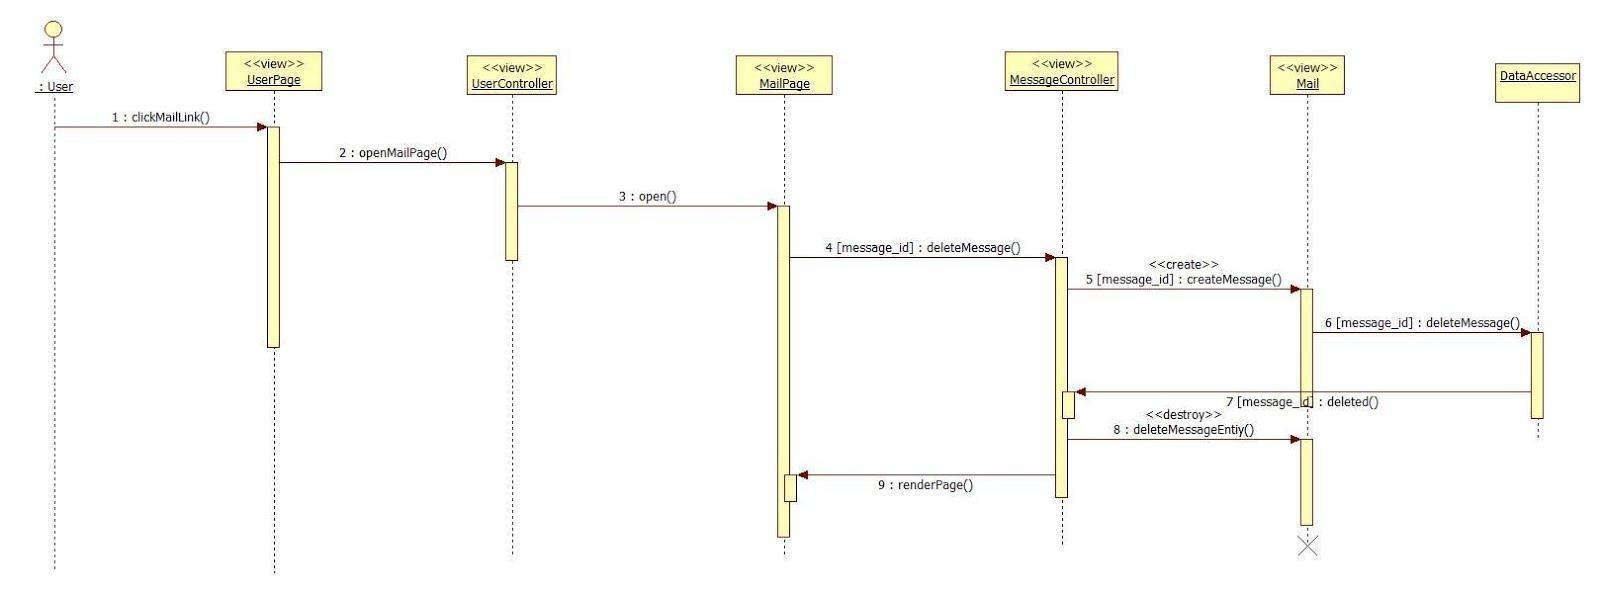 : User
<<view>>
UserPage
<<view>>
UserController
<<view>>
MailPage
<<view>>
MessageController
<<view>>
Mail
DataAccessor
1 : clickMailLink()
2 : openMailPage()
3 : open()
4 [message_id] : deleteMessage()
<<create>>
5 [message_id] : createMessage()
6 [message_id] : deleteMessage()
7 [message_id] : deleted()
<<destroy>>
8 : deleteMessageEntiy()
9 : renderPage()